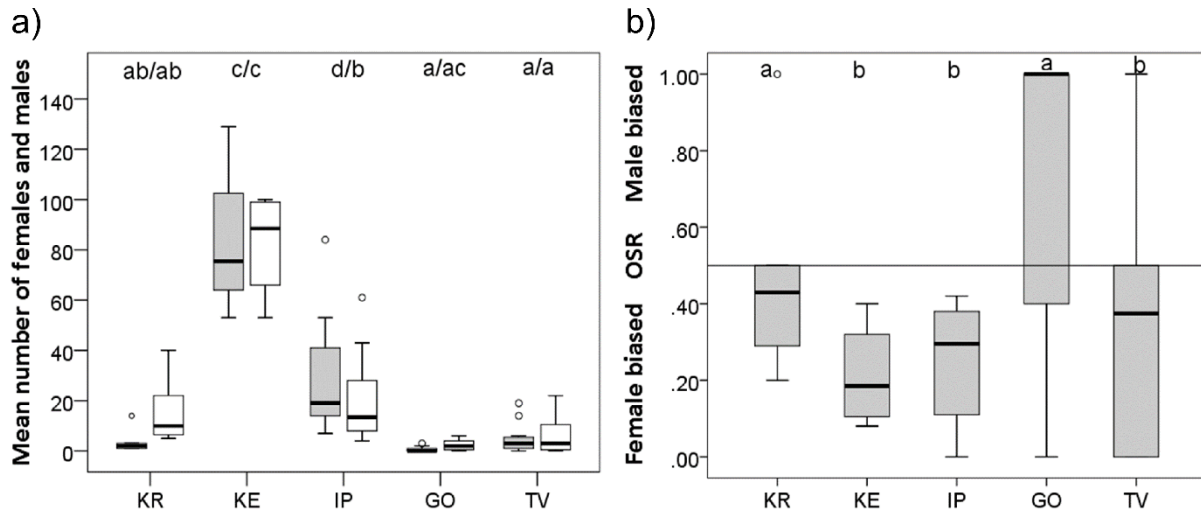 a)
Mean number of females and males
140
120
100
80
60
40
20
0
ab/ab c/c d/b a/ac a/a
KR KE IP GO TV
b)
Female biased OSR Male biased
1.00
.80
.60
.40
.20
.00
a b b a b
KR KE IP GO TV